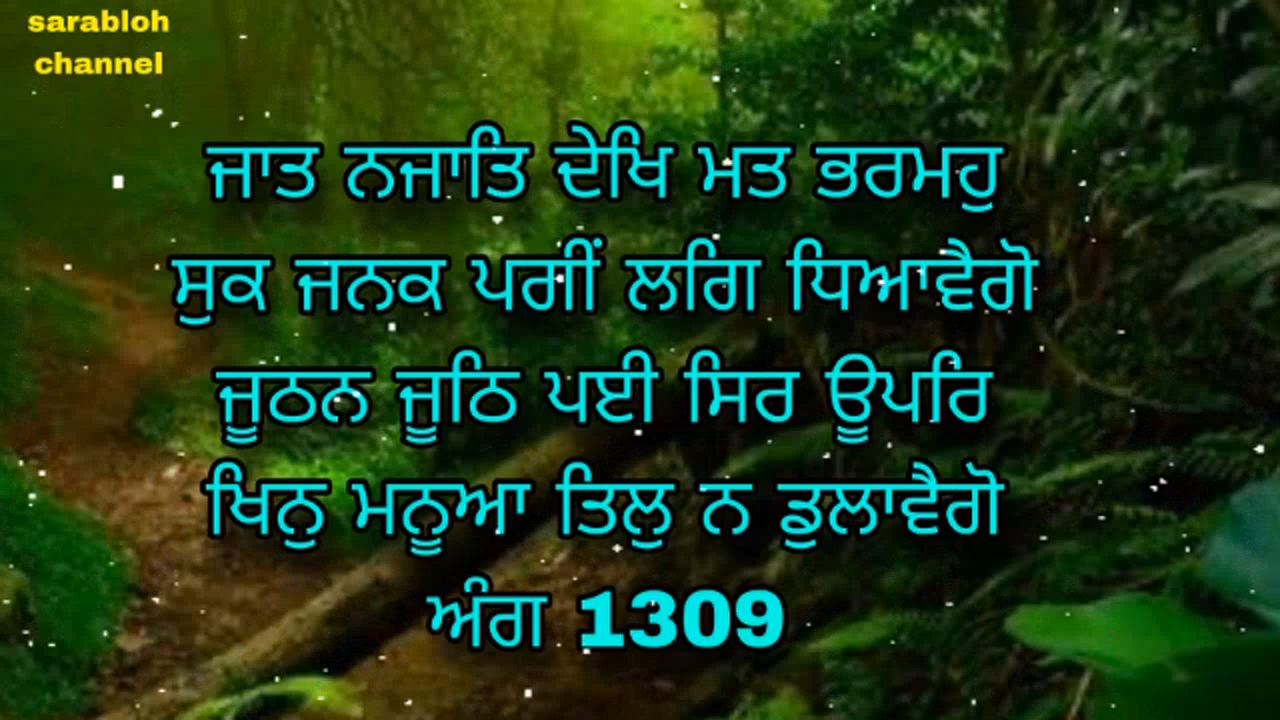 sarabloh
channel
ਜਾਤ ਨਜਾਤਿ ਦੇਖਿ ਮਤ ਭਰਮਹੁ
ਸੁਕ ਜਨਕ ਪਗੀਂ ਲਗਿ ਧਿਆਵੈਗੋ
ਜੂਠਨ ਜੂਠਿ ਪਈ ਸਿਰ ਊਪਰਿ
ਖਿਨੁ ਮਨੂਆ ਤਿਲੁ ਨ ਡੁਲਾਵੈਗੋ
ਅੰਗ 1309